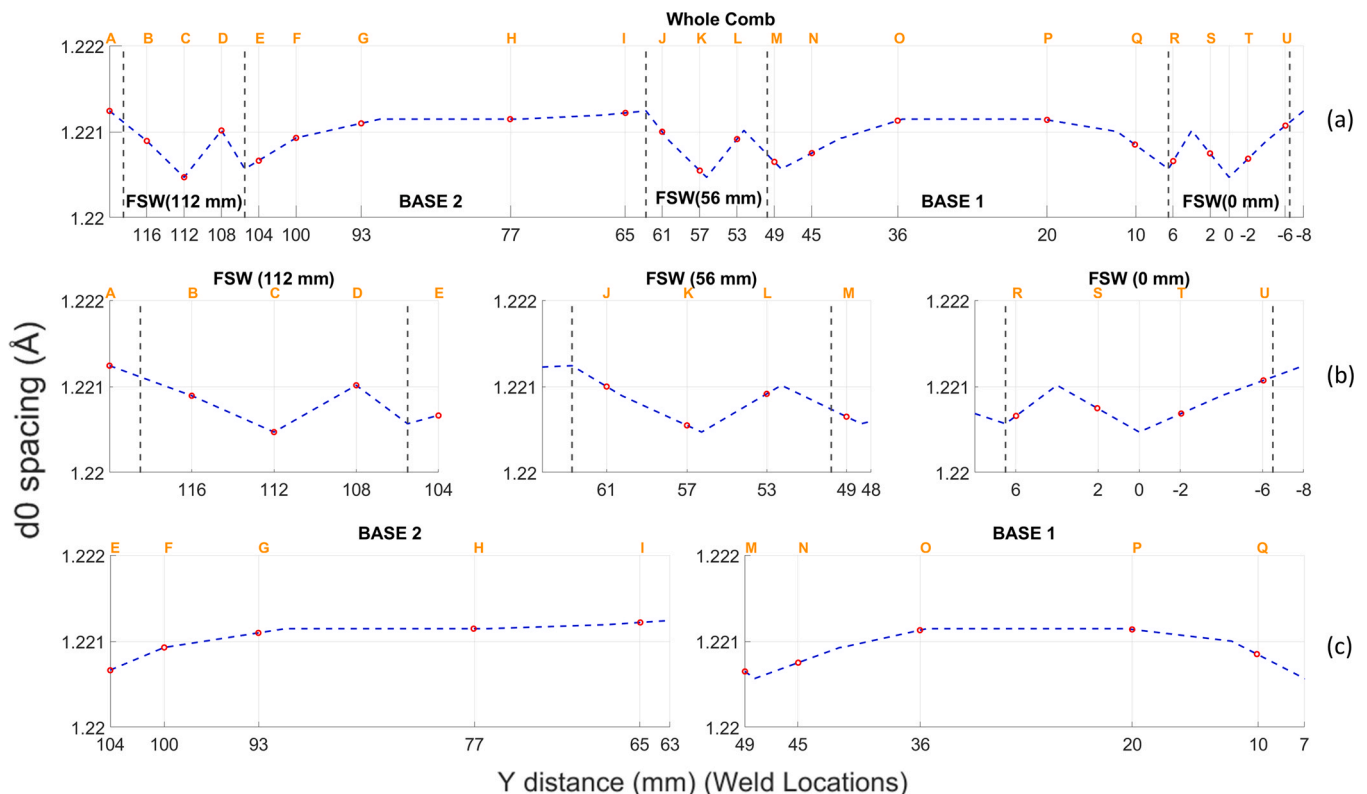 Whole Comb
A B C D E F G H I J K L M N O P Q R S T U
1.222
1.221
1.22
FSW(112 mm) BASE 2 FSW(56 mm) BASE 1 FSW(0 mm)
116 112 108 104 100 93 77 65 61 57 53 49 45 36 20 10 6 2 0 -2 -6 -8
(a)
d0 spacing (Å)
FSW (112 mm)
A B C D E
1.222
1.221
1.22
116 112 108 104
FSW (56 mm)
J K L M
1.222
1.221
1.22
61 57 53 49 48
FSW (0 mm)
R S T U
1.222
1.221
1.22
6 2 0 -2 -6 -8
(b)
BASE 2
E F G H I
1.222
1.221
1.22
104 100 93 77 65 63
BASE 1
M N O P Q
1.222
1.221
1.22
49 45 36 20 10 7
(c)
Y distance (mm) (Weld Locations)